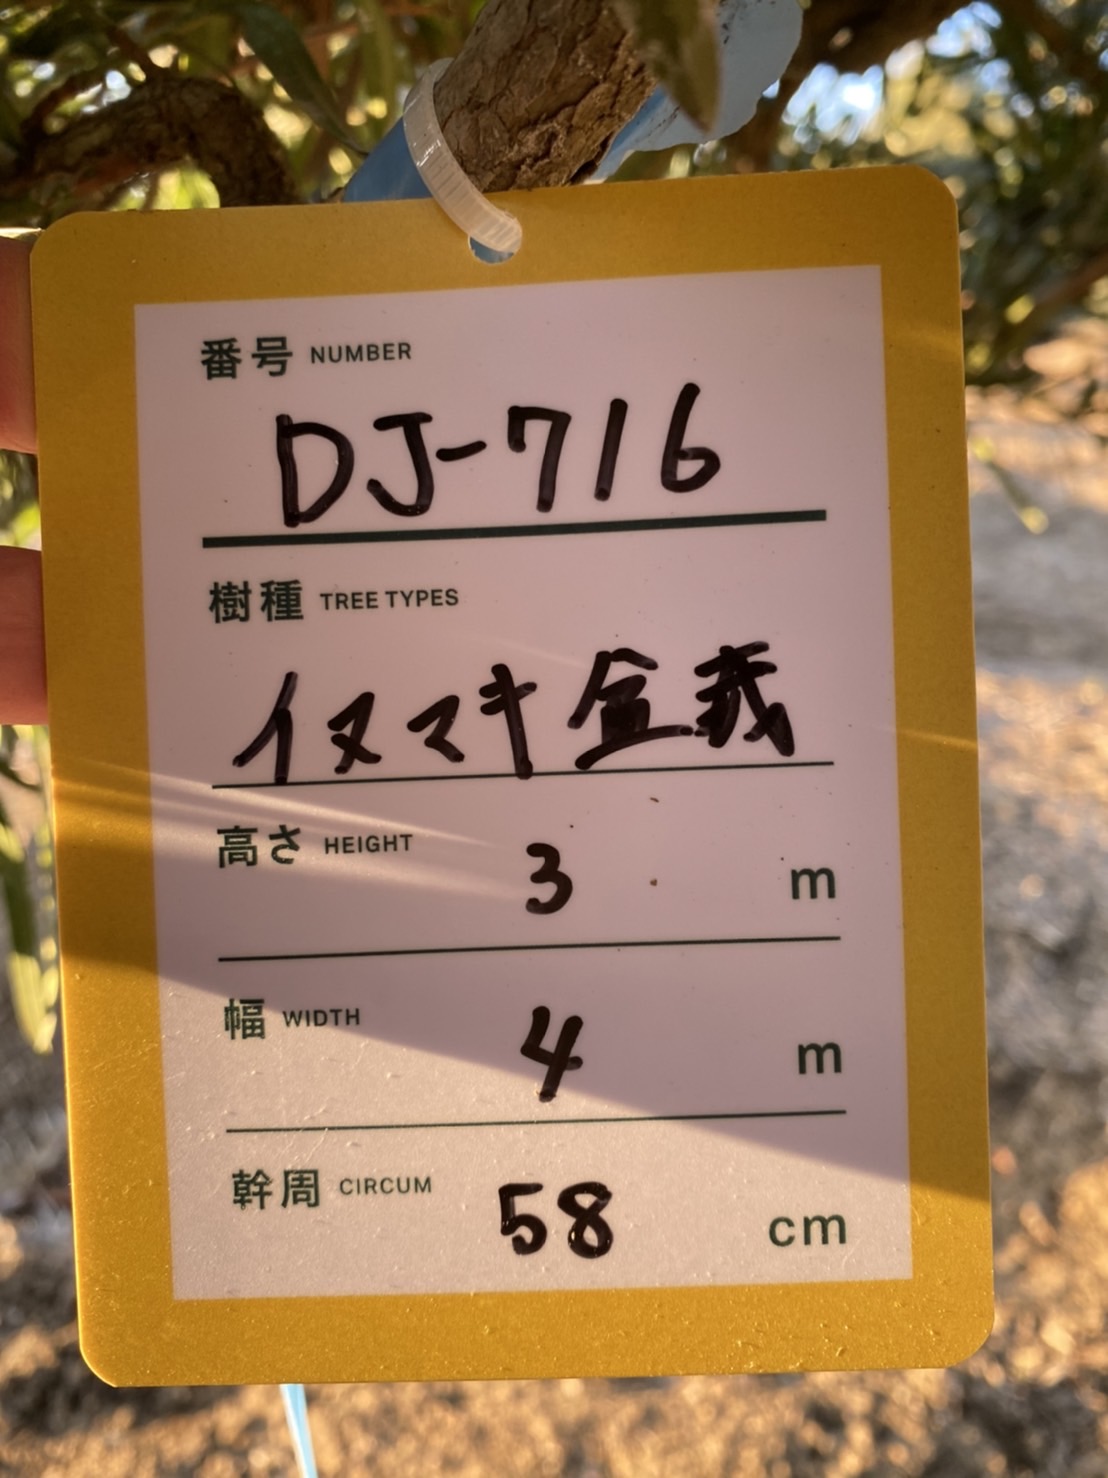 番号 NUMBER
DJ-716
樹種 TREE TYPES
イヌマキ盆栽
高さ HEIGHT 3 m
幅 WIDTH 4 m
幹周 CIRCUM 58 cm